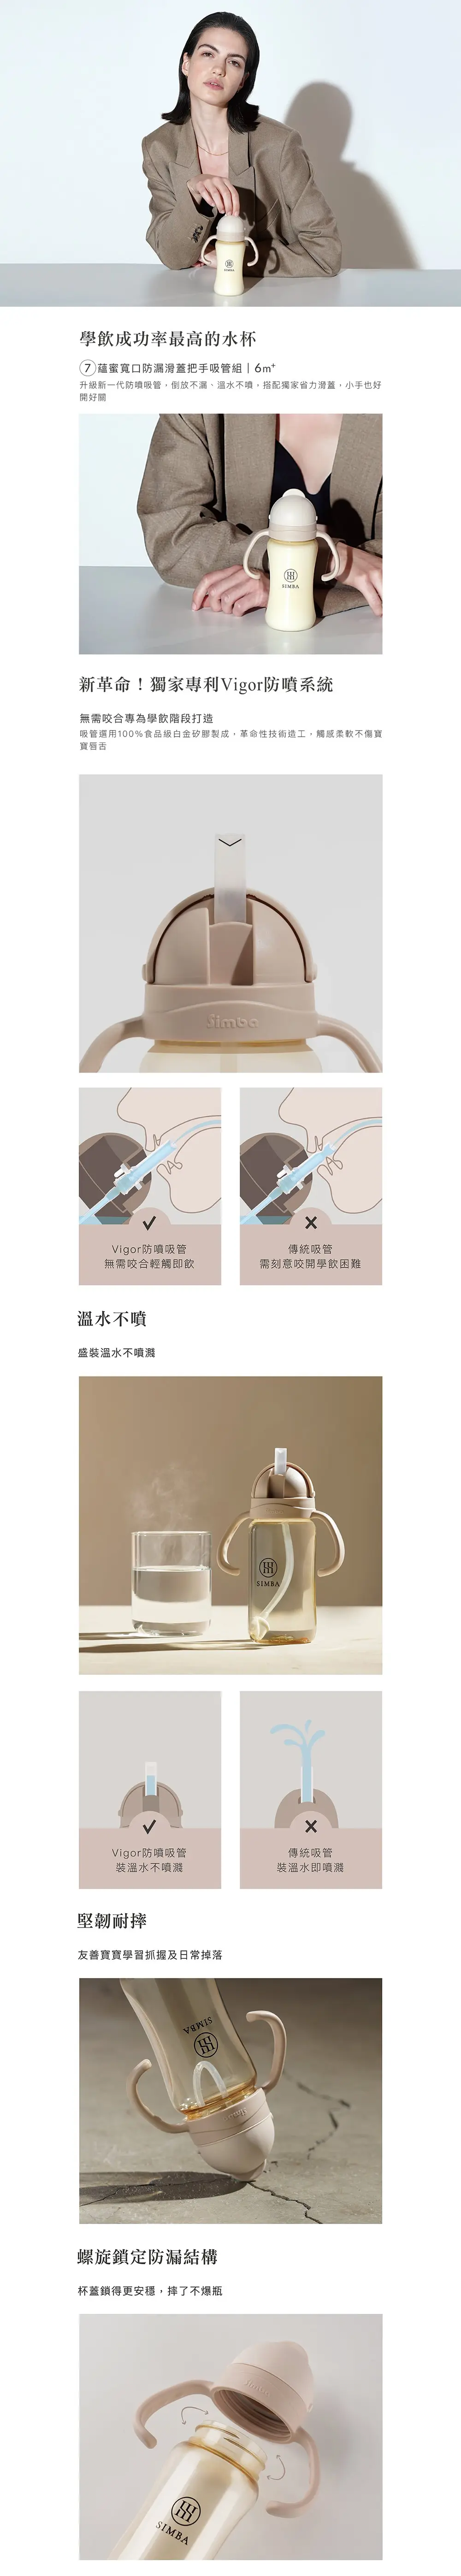 SIMBA
學飲成功率最高的水杯
7 蘊蜜寬口防漏滑蓋把手吸管組｜6m+
升級新一代防噴吸管，倒放不漏、溫水不噴，搭配獨家省力滑蓋，小手也好
開好關
SIMBA
新革命！獨家專利Vigor防噴系統
無需咬合專為學飲階段打造
吸管選用100%食品級白金矽膠製成，革命性技術造工，觸感柔軟不傷寶
寶唇舌
Simba
Vigor防噴吸管
無需咬合輕觸即飲
傳統吸管
需刻意咬開學飲困難
溫水不噴
盛裝溫水不噴濺
SIMBA
Vigor防噴吸管
裝溫水不噴濺
傳統吸管
裝溫水即噴濺
堅韌耐摔
友善寶寶學習抓握及日常掉落
SIMBA
螺旋鎖定防漏結構
杯蓋鎖得更安穩，摔了不爆瓶
Simba
SIMBA